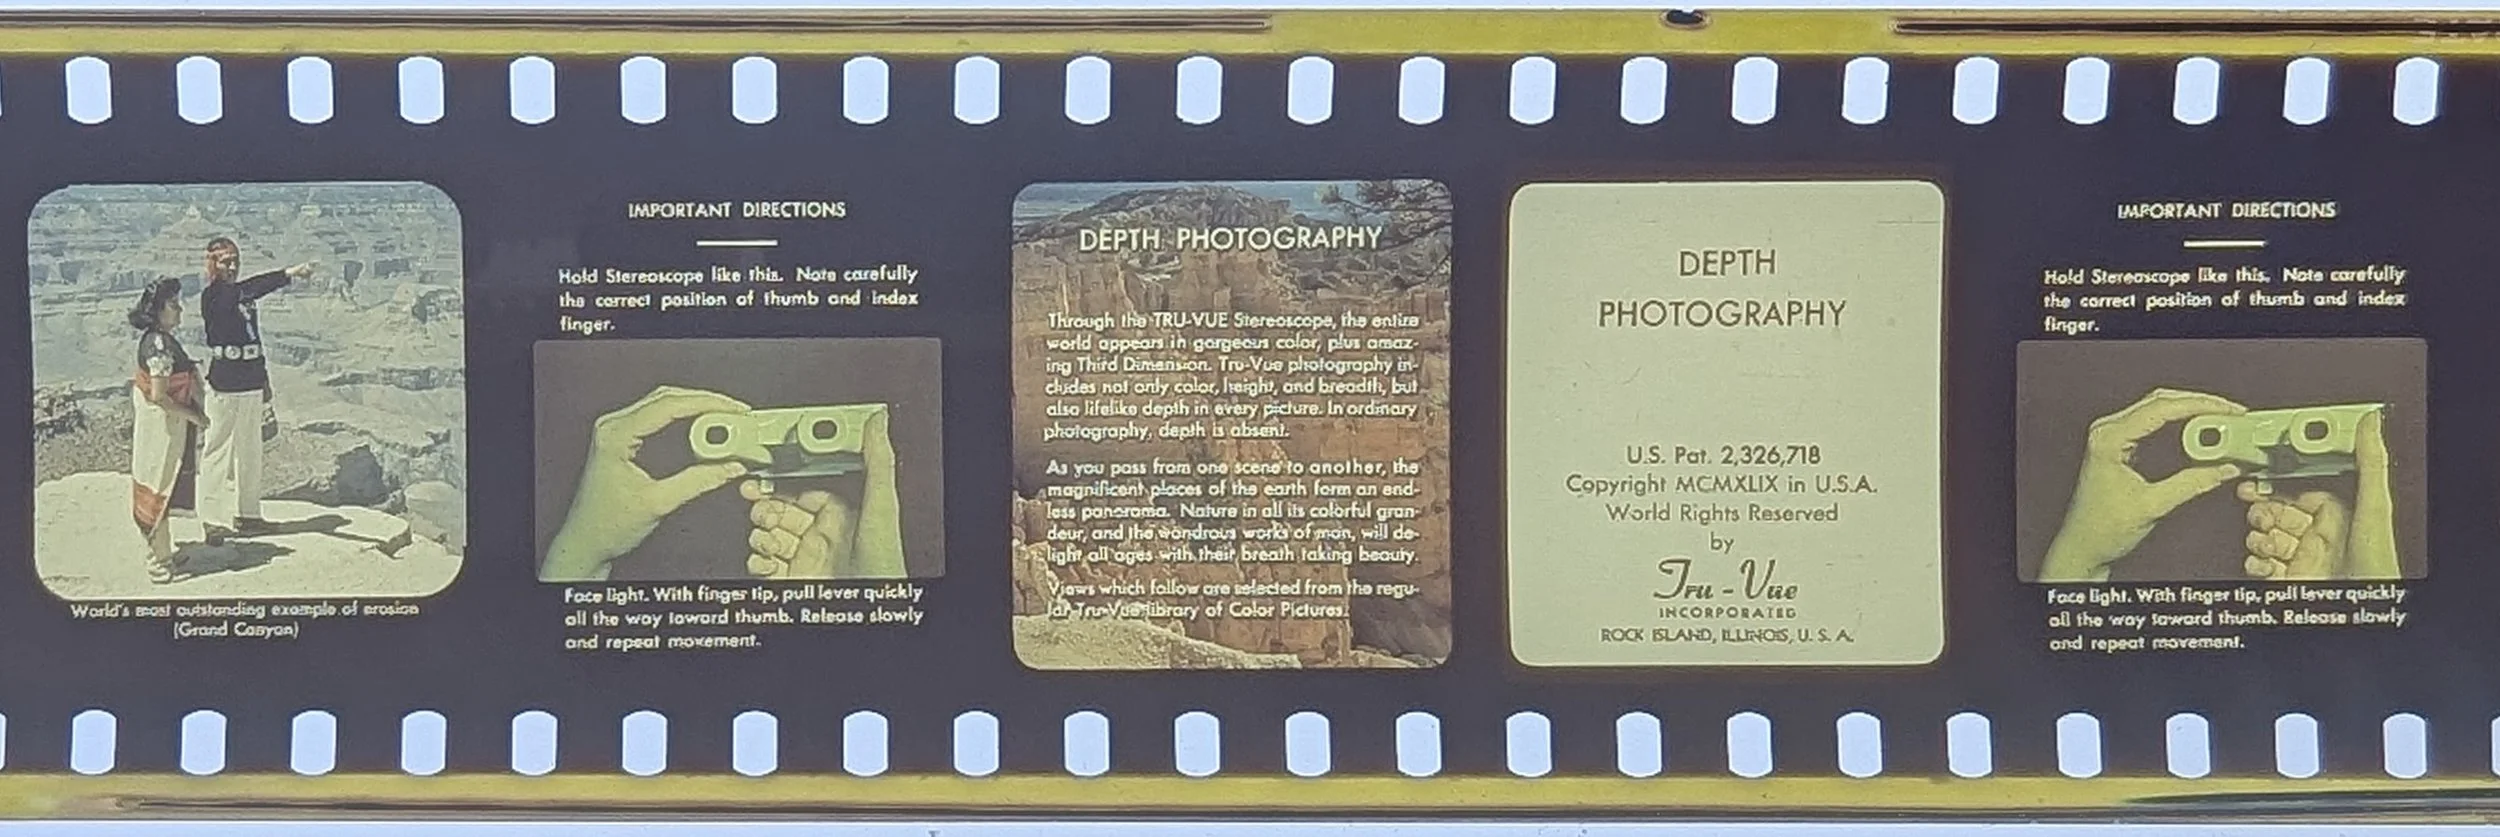 World's most outstanding example of erosion
(Grand Canyon)
IMPORTANT DIRECTIONS
Hold Stereoscope like this. Note carefully
the correct position of thumb and index
finger.
Face light. With finger tip, pull lever quickly
all the way toward thumb. Release slowly
and repeat movement.
DEPTH PHOTOGRAPHY
Through the TRU-VUE Stereoscope, the entire
world appears in gorgeous color, plus amaz-
ing Third Dimension. Tru-Vue photography in-
cludes not only color, height, and breadth, but
also lifelike depth in every picture. In ordinary
photography, depth is absent.
As you pass from one scene to another, the
magnificent places of the earth form an end-
less panorama. Nature in all its colorful gran-
deur, and the wondrous works of man, will de-
light all ages with their breath taking beauty.
Views which follow are selected from the regu-
lar Tru-Vue library of Color Pictures.
DEPTH
PHOTOGRAPHY
U.S. Pat. 2,326,718
Copyright MCMXLIX in U.S.A.
World Rights Reserved
by
Tru-Vue
INCORPORATED
ROCK ISLAND, ILLINOIS, U. S. A.
IMPORTANT DIRECTIONS
Hold Stereoscope like this. Note carefully
the correct position of thumb and index
finger.
Face light. With finger tip, pull lever quickly
all the way toward thumb. Release slowly
and repeat movement.